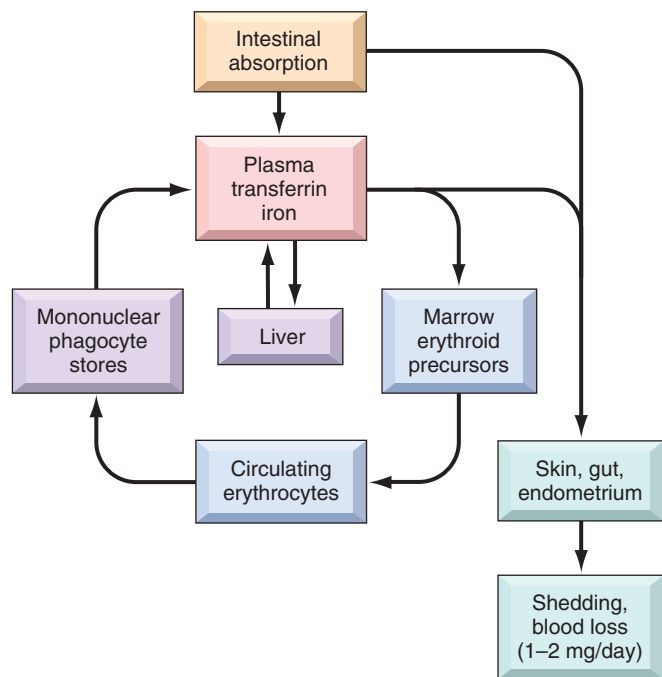 Intestinal
absorption
Plasma
transferrin
iron
Mononuclear
phagocyte
stores
Liver
Marrow
erythroid
precursors
Circulating
erythrocytes
Skin, gut,
endometrium
Shedding,
blood loss
(1–2 mg/day)